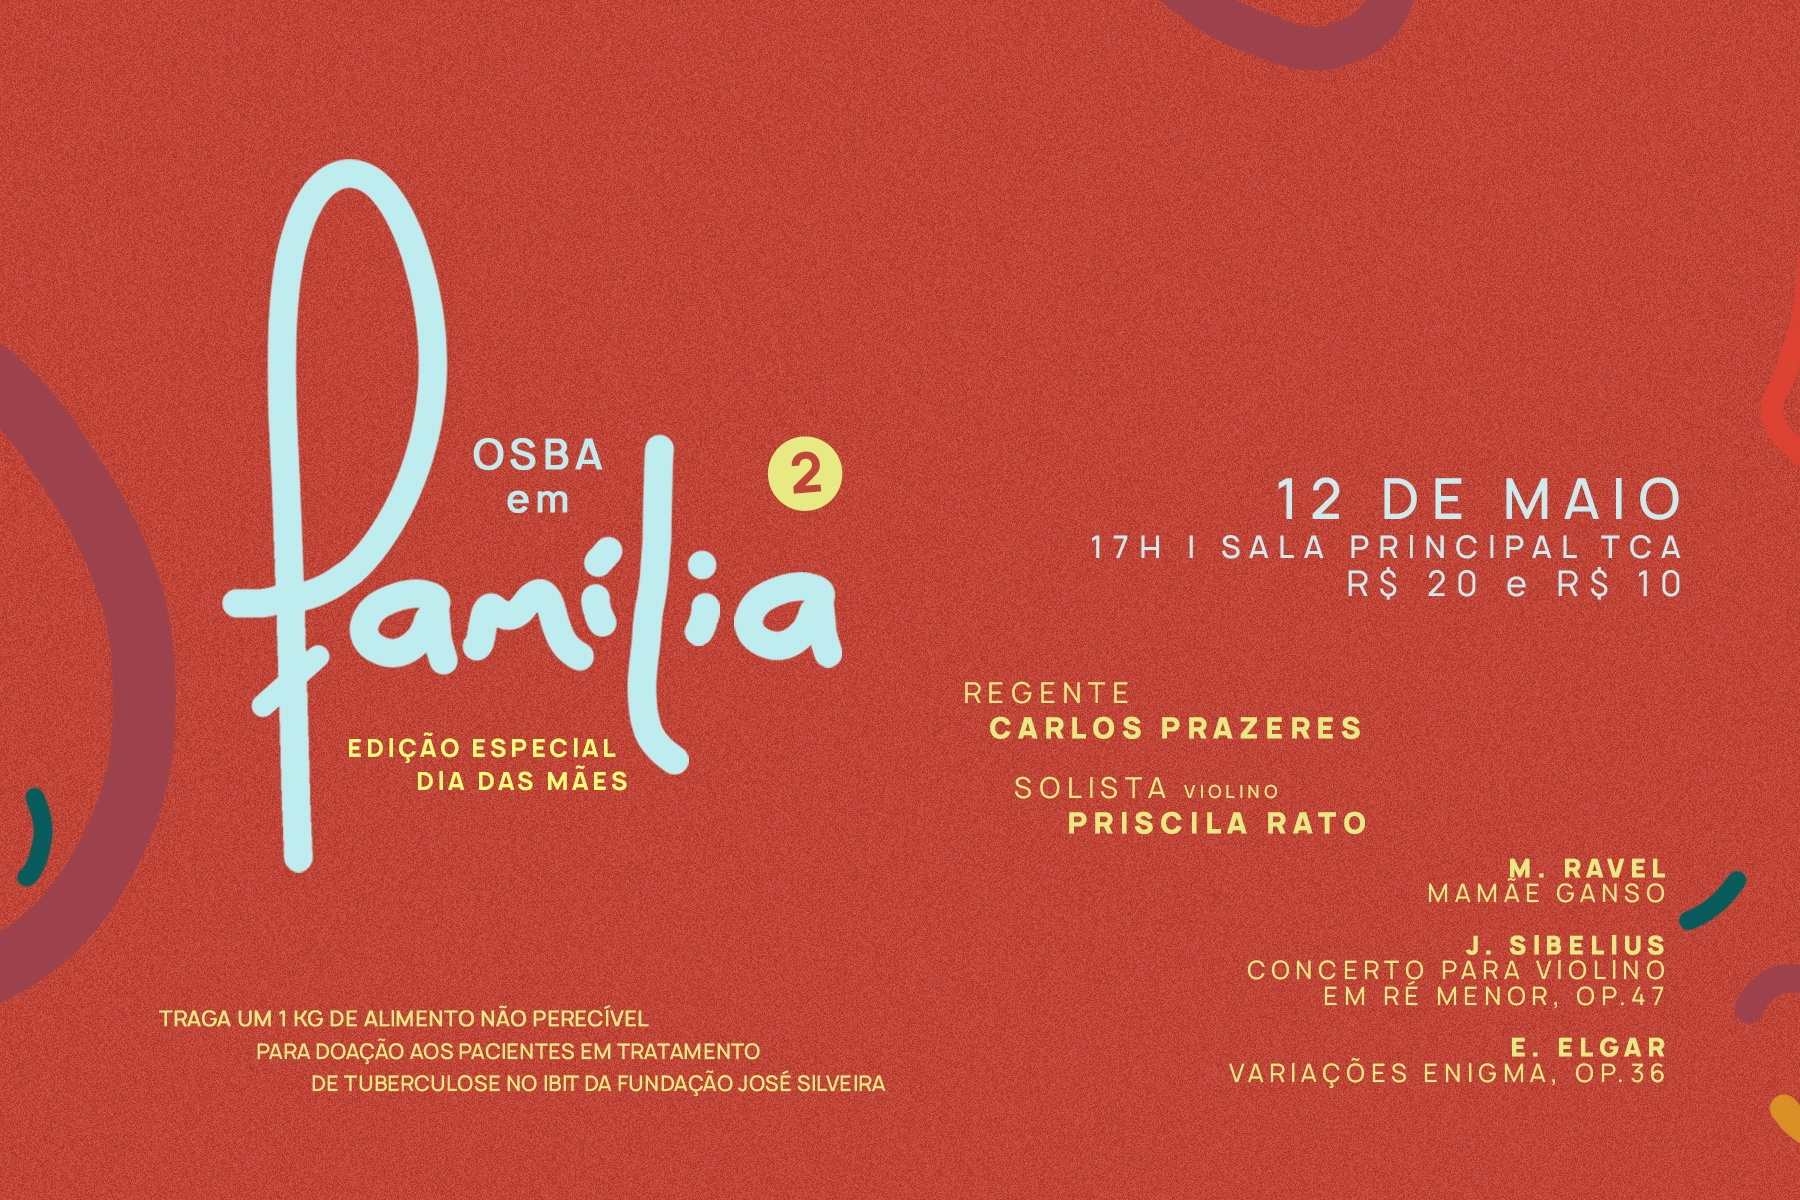 OSBA
em
família
2
EDIÇÃO ESPECIAL
DIA DAS MÃES
12 DE MAIO
17H I SALA PRINCIPAL TCA
R$ 20 e R$ 10
REGENTE
CARLOS PRAZERES
SOLISTA VIOLINO
PRISCILA RATO
M. RAVEL
MAMÃE GANSO
J. SIBELIUS
CONCERTO PARA VIOLINO
EM RÉ MENOR, OP.47
E. ELGAR
VARIAÇÕES ENIGMA, OP.36
TRAGA UM 1 KG DE ALIMENTO NÃO PERECÍVEL
PARA DOAÇÃO AOS PACIENTES EM TRATAMENTO
DE TUBERCULOSE NO IBIT DA FUNDAÇÃO JOSÉ SILVEIRA